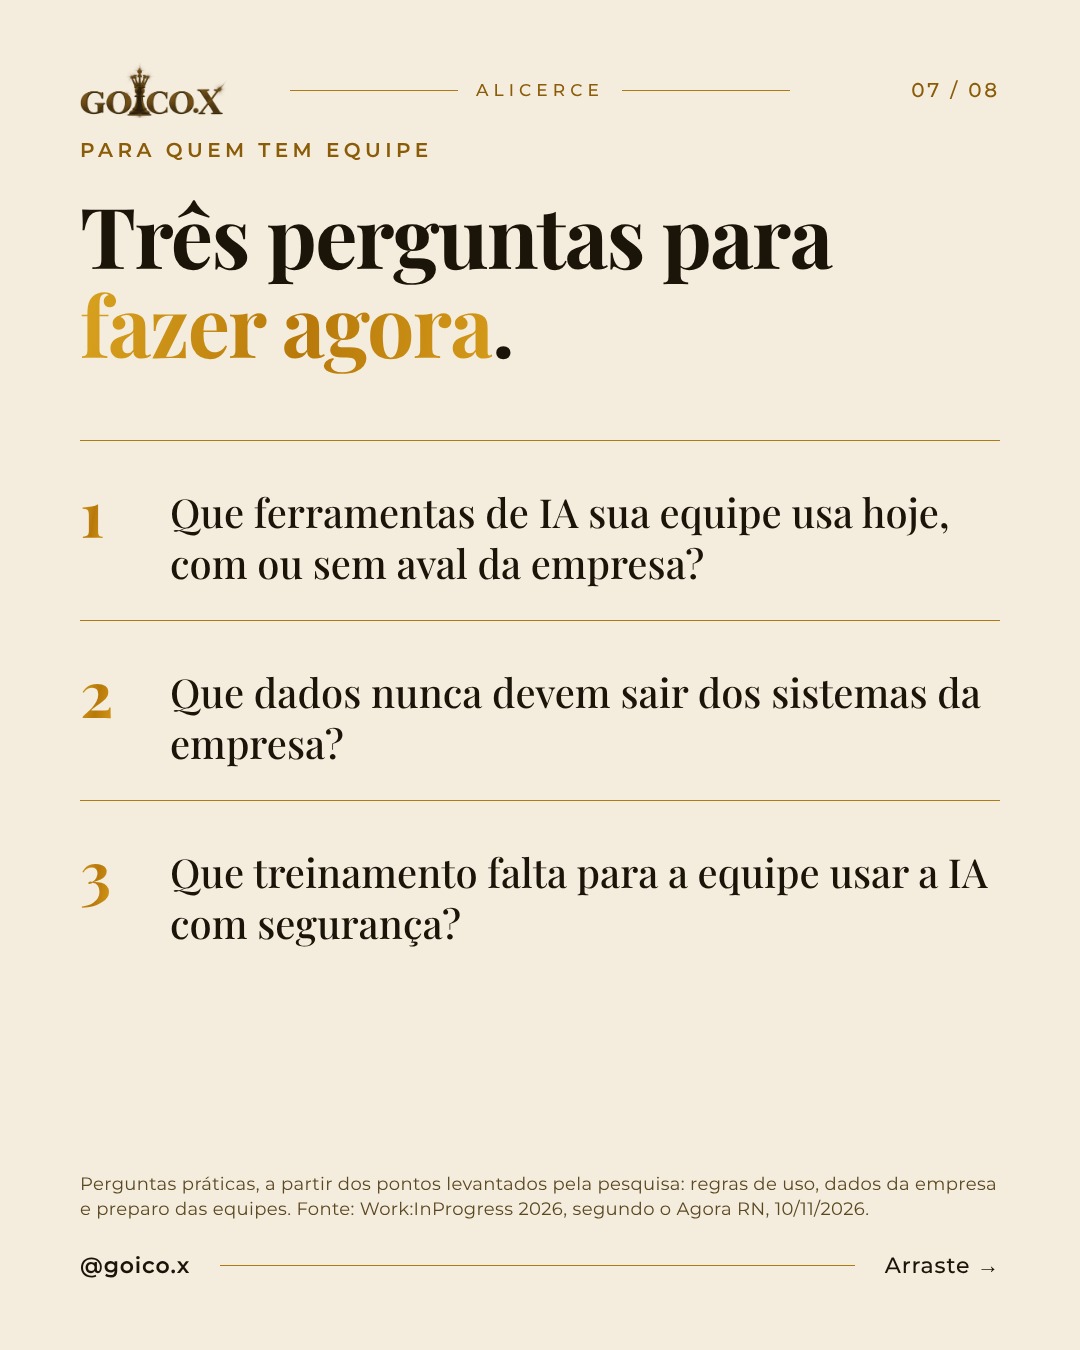 GOICO.X
ALICERCE
07 / 08
PARA QUEM TEM EQUIPE
Três perguntas para
fazer agora.
1
Que ferramentas de IA sua equipe usa hoje,
com ou sem aval da empresa?
2
Que dados nunca devem sair dos sistemas da
empresa?
3
Que treinamento falta para a equipe usar a IA
com segurança?
Perguntas práticas, a partir dos pontos levantados pela pesquisa: regras de uso, dados da empresa
e preparo das equipes. Fonte: Work:InProgress 2026, segundo o Agora RN, 10/11/2026.
@goico.x
Arraste →